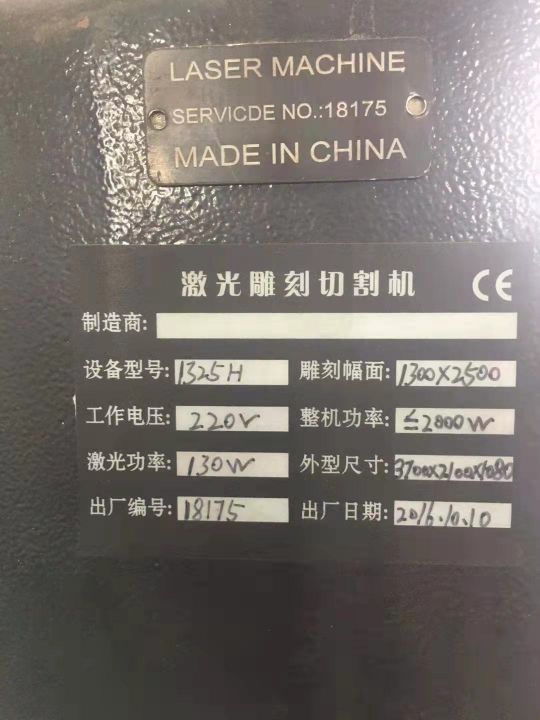 LASER MACHINE
SERVICDE NO.:18175
MADE IN CHINA
激光雕刻切割机 CE
制造商:
设备型号: 1325H 雕刻幅面: 1300X2500
工作电压: 220V 整机功率: ≤2000W
激光功率: 130W 外型尺寸: 3700X2100X1080
出厂编号: 18175 出厂日期: 2016.10.10